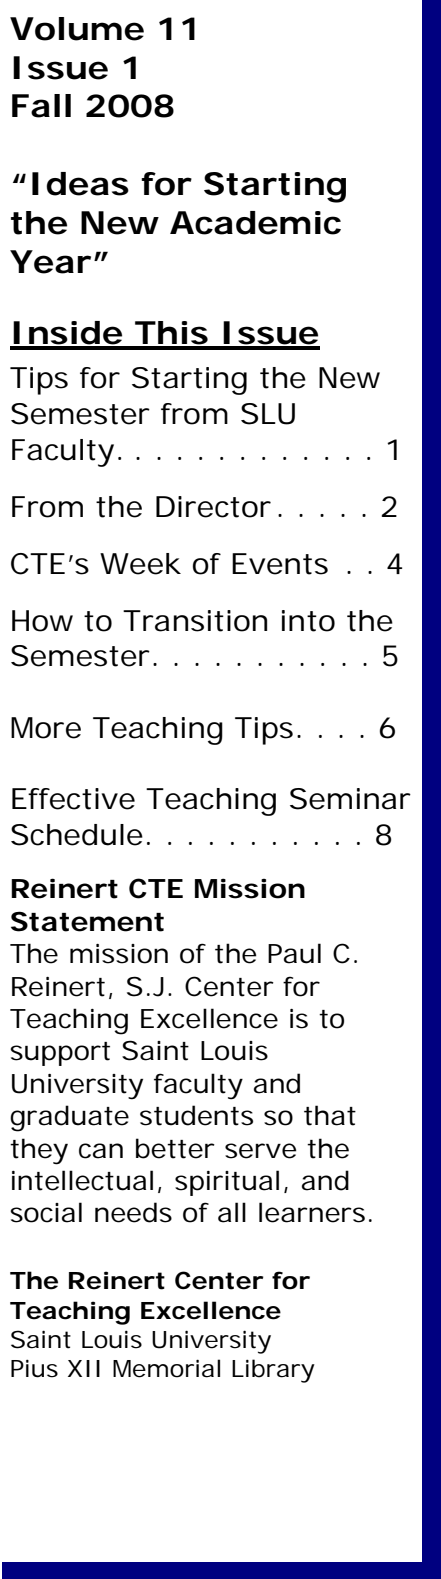 Volume 11
Issue 1
Fall 2008
“Ideas for Starting
the New Academic
Year”
Inside This Issue
Tips for Starting the New
Semester from SLU
Faculty. . . . . . . . . . . . . 1
From the Director . . . . . 2
CTE’s Week of Events . . 4
How to Transition into the
Semester. . . . . . . . . . . 5
More Teaching Tips. . . . 6
Effective Teaching Seminar
Schedule. . . . . . . . . . . 8
Reinert CTE Mission
Statement
The mission of the Paul C.
Reinert, S.J. Center for
Teaching Excellence is to
support Saint Louis
University faculty and
graduate students so that
they can better serve the
intellectual, spiritual, and
social needs of all learners.
The Reinert Center for
Teaching Excellence
Saint Louis University
Pius XII Memorial Library